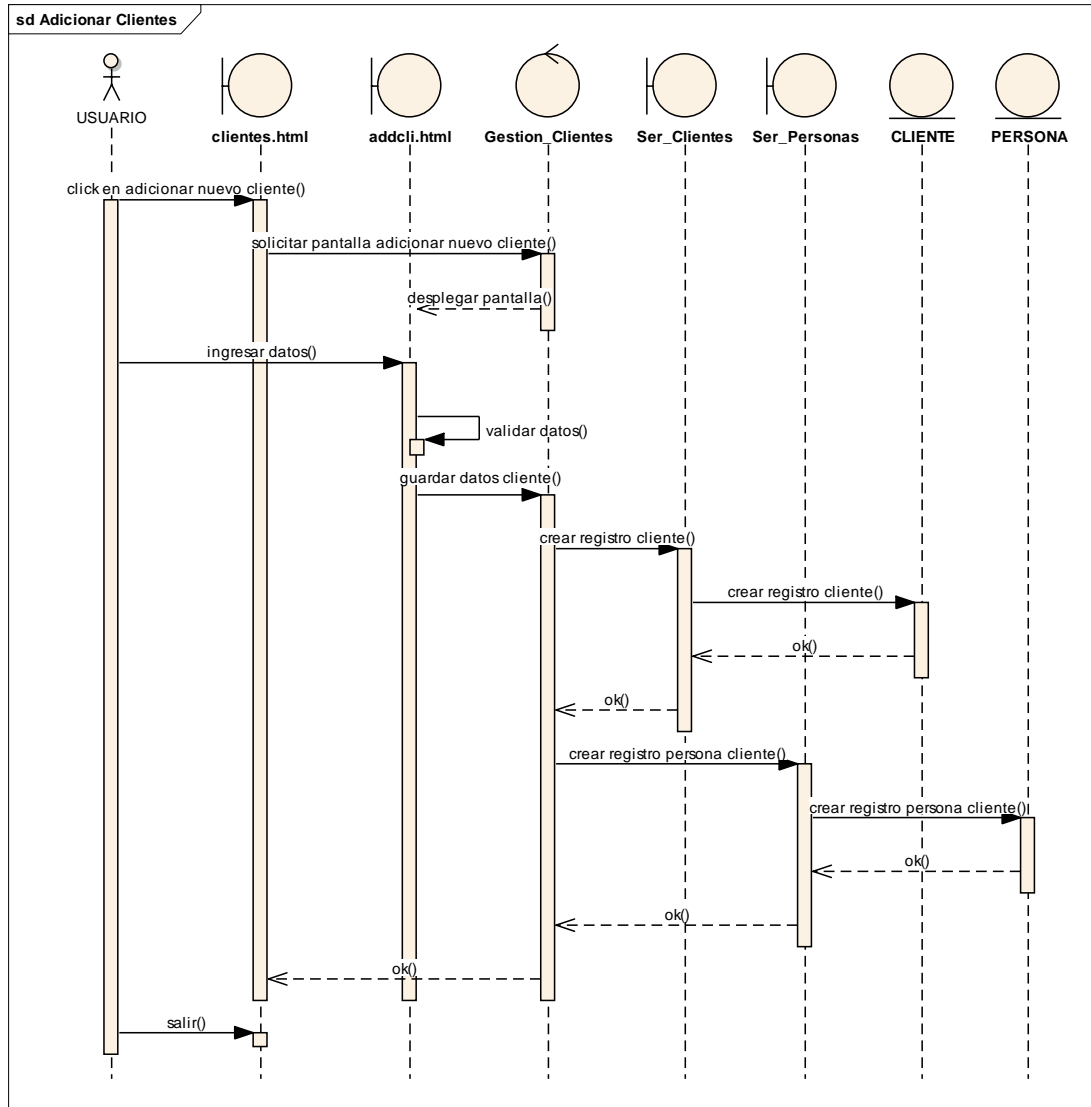 sd Adicionar Clientes
USUARIO
clientes.html
addcli.html
Gestion_Clientes
Ser_Clientes
Ser_Personas
CLIENTE
PERSONA
click en adicionar nuevo cliente()
solicitar pantalla adicionar nuevo cliente()
desplegar pantalla()
ingresar datos()
validar datos()
guardar datos cliente()
crear registro cliente()
crear registro cliente()
ok()
ok()
crear registro persona cliente()
crear registro persona cliente()
ok()
ok()
ok()
salir()